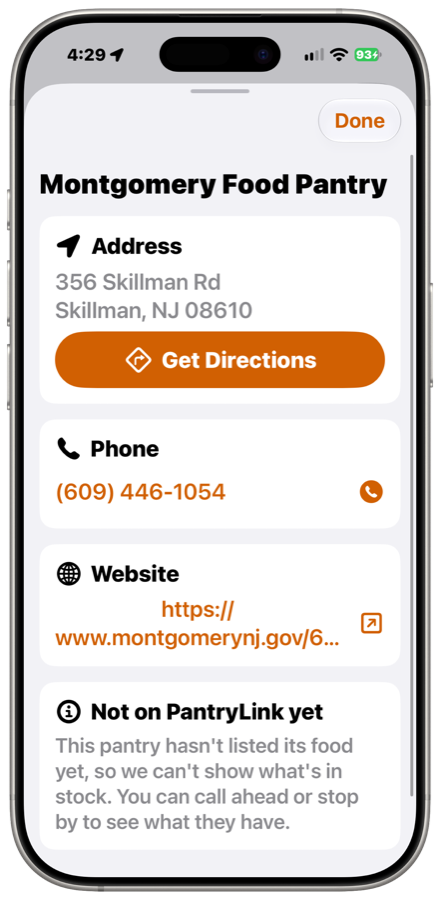 4:29
93
Done
Montgomery Food Pantry
Address
356 Skillman Rd
Skillman, NJ 08610
Get Directions
Phone
(609) 446-1054
Website
https://
www.montgomerynj.gov/6...
Not on PantryLink yet
This pantry hasn't listed its food
yet, so we can't show what's in
stock. You can call ahead or stop
by to see what they have.